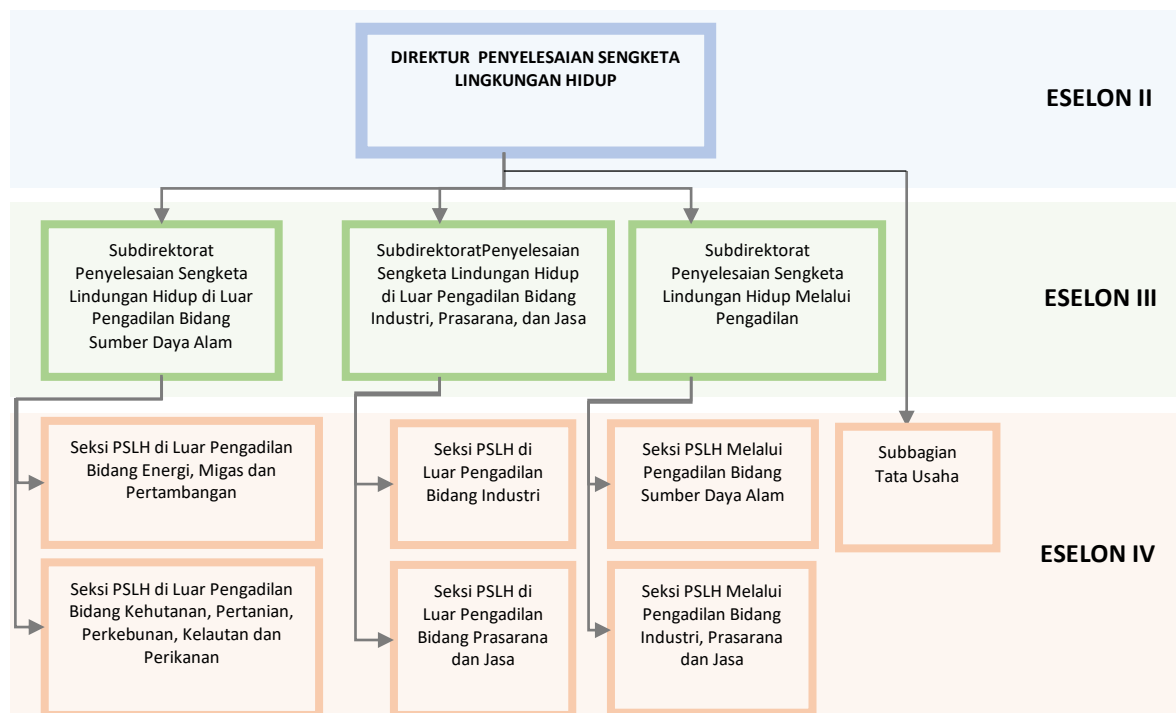 DIREKTUR PENYELESAIAN SENGKETA
LINGKUNGAN HIDUP
ESELON II
Subdirektorat
Penyelesaian Sengketa
Lindungan Hidup di Luar
Pengadilan Bidang
Sumber Daya Alam
SubdirektoratPenyelesaian
Sengketa Lindungan Hidup
di Luar Pengadilan Bidang
Industri, Prasarana, dan Jasa
Subdirektorat
Penyelesaian Sengketa
Lindungan Hidup Melalui
Pengadilan
ESELON III
Seksi PSLH di Luar Pengadilan
Bidang Energi, Migas dan
Pertambangan
Seksi PSLH di
Luar Pengadilan
Bidang Industri
Seksi PSLH Melalui
Pengadilan Bidang
Sumber Daya Alam
Subbagian
Tata Usaha
ESELON IV
Seksi PSLH di Luar Pengadilan
Bidang Kehutanan, Pertanian,
Perkebunan, Kelautan dan
Perikanan
Seksi PSLH di
Luar Pengadilan
Bidang Prasarana
dan Jasa
Seksi PSLH Melalui
Pengadilan Bidang
Industri, Prasarana
dan Jasa